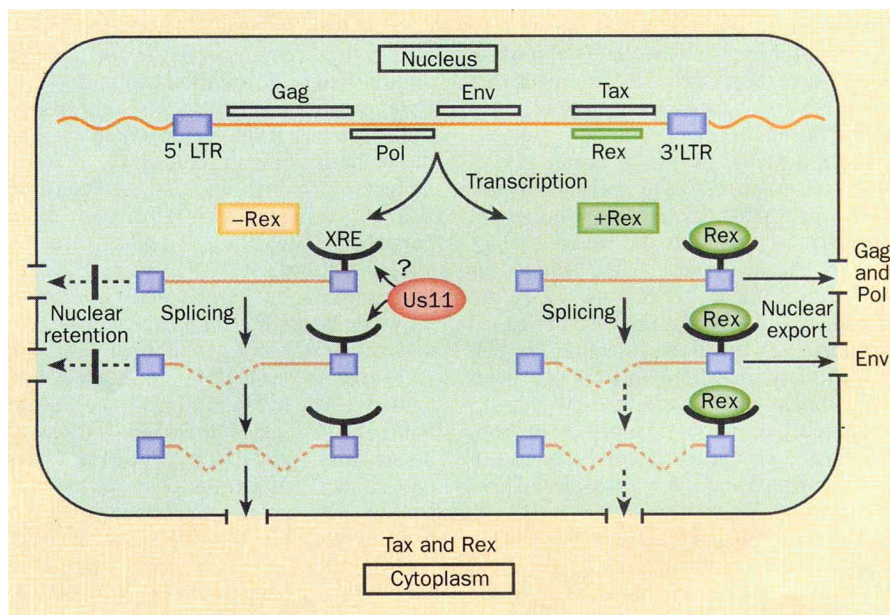 Nucleus
Gag
Env
Tax
5' LTR
Pol
Rex
3'LTR
Transcription
–Rex
+Rex
XRE
Rex
?
Us11
Gag
and
Pol
Nuclear
retention
Splicing
Splicing
Rex
Nuclear
export
Env
Rex
Tax and Rex
Cytoplasm